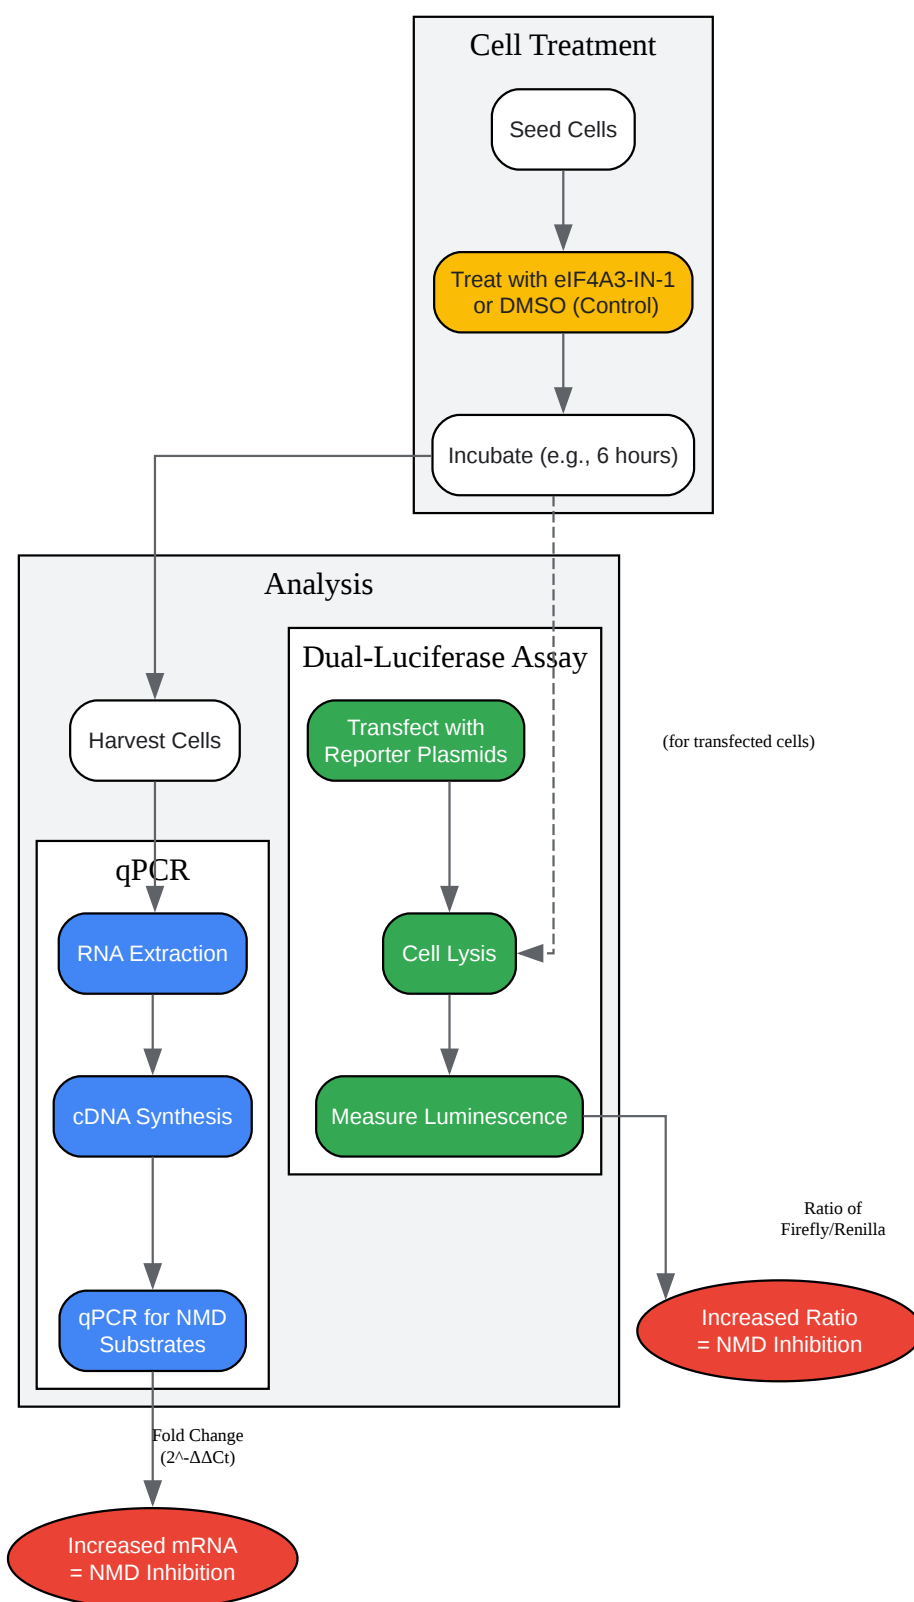 Cell Treatment
Seed Cells
Treat with eIF4A3-IN-1
or DMSO (Control)
Incubate (e.g., 6 hours)
Analysis
Dual-Luciferase Assay
Transfect with
Reporter Plasmids
Harvest Cells
(for transfected cells)
qPCR
RNA Extraction
Cell Lysis
cDNA Synthesis
Measure Luminescence
Ratio of
Firefly/Renilla
qPCR for NMD
Substrates
Increased Ratio
= NMD Inhibition
Fold Change
(2^-ΔΔCt)
Increased mRNA
= NMD Inhibition